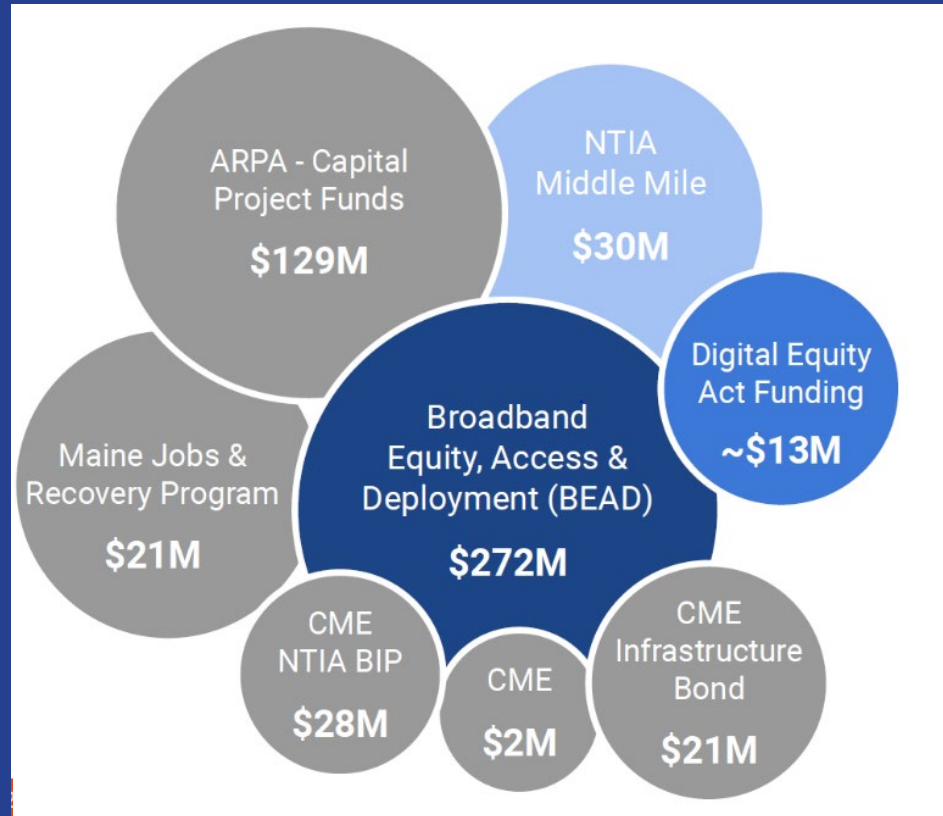 ARPA - Capital
Project Funds
$129M
NTIA
Middle Mile
$30M
Digital Equity
Act Funding
~$13M
Broadband
Equity, Access &
Deployment (BEAD)
$272M
Maine Jobs &
Recovery Program
$21M
CME
NTIA BIP
$28M
CME
$2M
CME
Infrastructure
Bond
$21M